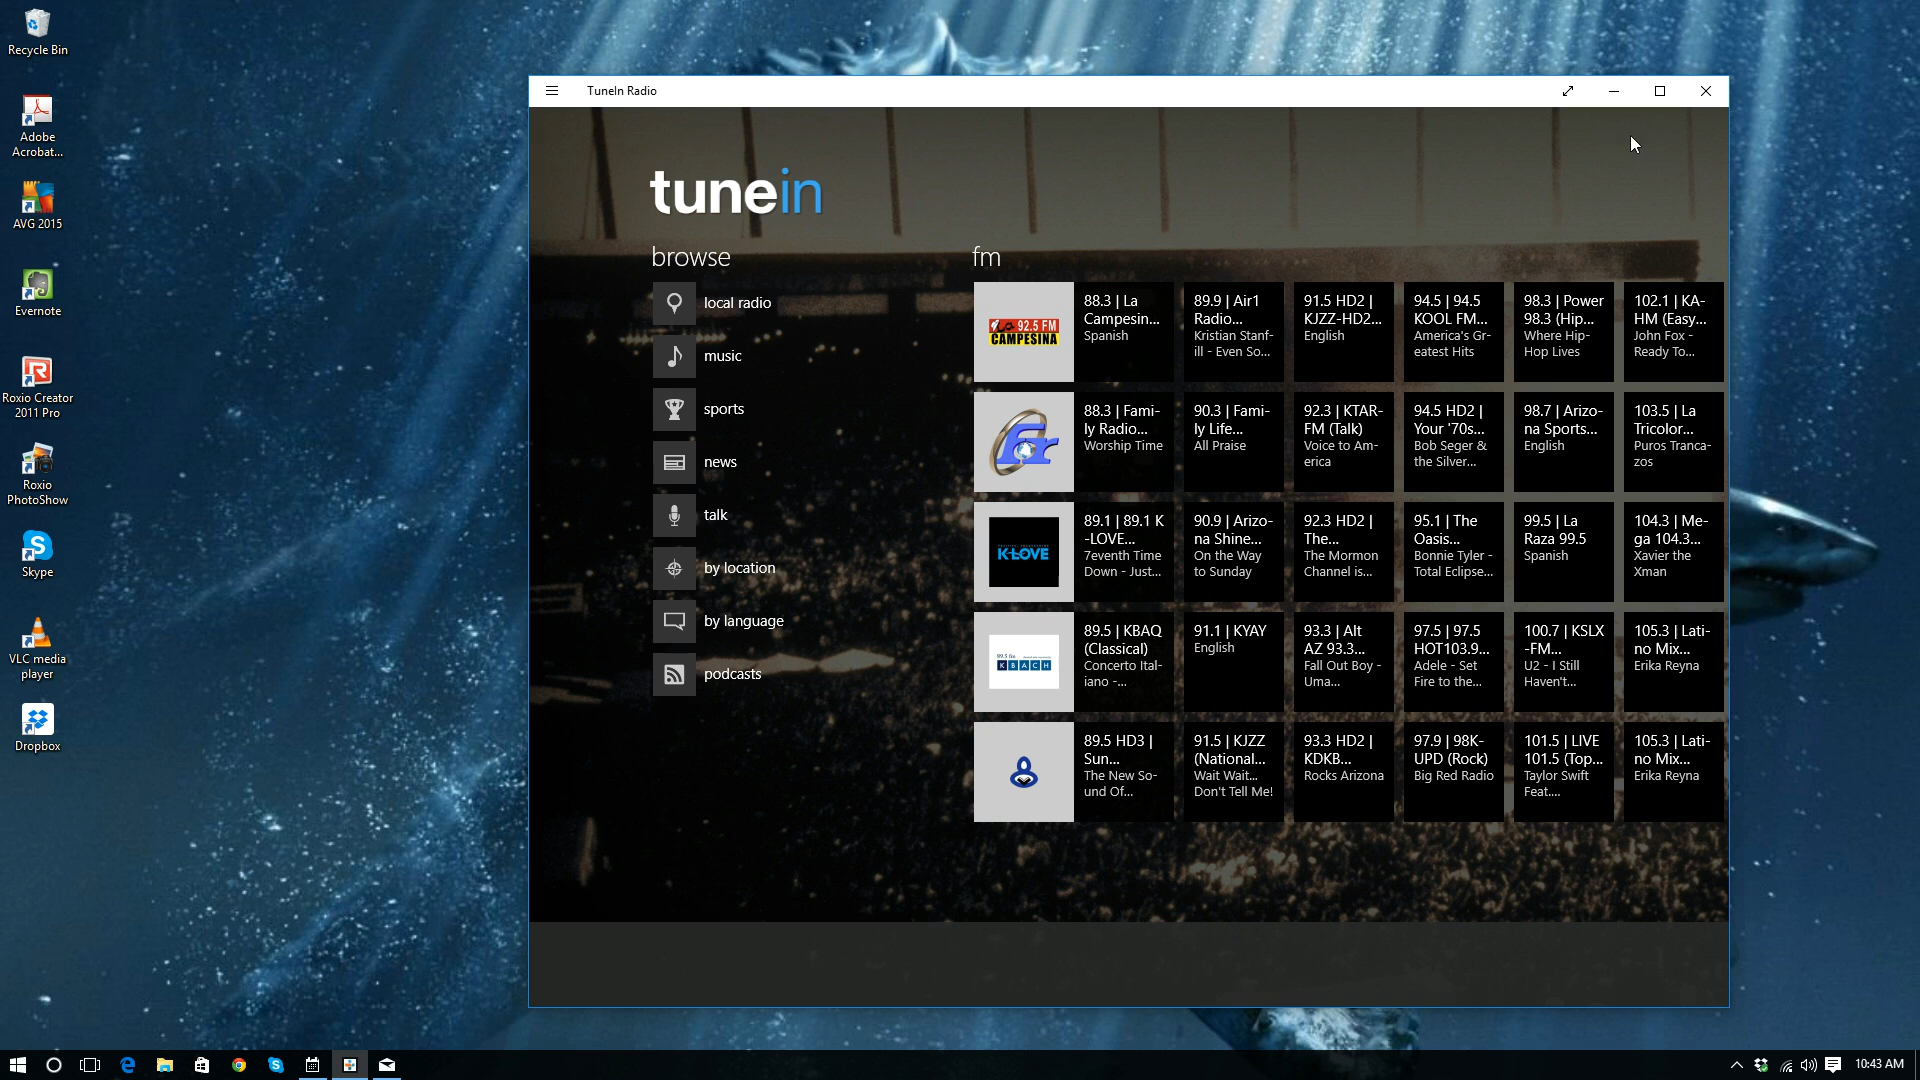 Recycle Bin
Adobe
Acrobat...
AVG 2015
Evernote
Roxio Creator
2011 Pro
Roxio
PhotoShow
Skype
VLC media
player
Dropbox
TuneIn Radio
tunein
browse
local radio
music
sports
news
talk
by location
by language
podcasts
fm
92.5 FM
CAMPESINA
88.3 | La
Campesin...
Spanish
89.9 | Air1
Radio...
Kristian Stanf-
ill - Even So...
91.5 HD2 |
KJZZ-HD2...
English
94.5 | 94.5
KOOL FM...
America's Gr-
eatest Hits
98.3 | Power
98.3 (Hip...
Where Hip-
Hop Lives
102.1 | KA-
HM (Easy...
John Fox -
Ready To...
fr
88.3 | Fami-
ly Radio...
Worship Time
90.3 | Fami-
ly Life...
All Praise
92.3 | KTAR-
FM (Talk)
Voice to Am-
erica
94.5 HD2 |
Your '70s...
Bob Seger &
the Silver...
98.7 | Arizo-
na Sports...
English
103.5 | La
Tricolor...
Puros Tranca-
zos
K-LOVE
89.1 | 89.1 K
-LOVE...
7eventh Time
Down - Just...
90.9 | Arizo-
na Shine...
On the Way
to Sunday
92.3 HD2 |
The...
The Mormon
Channel is...
95.1 | The
Oasis...
Bonnie Tyler -
Total Eclipse...
99.5 | La
Raza 99.5
Spanish
104.3 | Me-
ga 104.3...
Xavier the
Xman
89.5 fm
KBACH
89.5 | KBAQ
(Classical)
Concerto Ital-
iano -...
91.1 | KYAY
English
93.3 | Alt
AZ 93.3...
Fall Out Boy -
Uma...
97.5 | 97.5
HOT103.9...
Adele - Set
Fire to the...
100.7 | KSLX
-FM...
U2 - I Still
Haven't...
105.3 | Lati-
no Mix...
Erika Reyna
89.5 HD3 |
Sun...
The New So-
und Of...
91.5 | KJZZ
(National...
Wait Wait...
Don't Tell Me!
93.3 HD2 |
KDKB...
Rocks Arizona
97.9 | 98K-
UPD (Rock)
Big Red Radio
101.5 | LIVE
101.5 (Top...
Taylor Swift
Feat....
105.3 | Lati-
no Mix...
Erika Reyna
10:43 AM